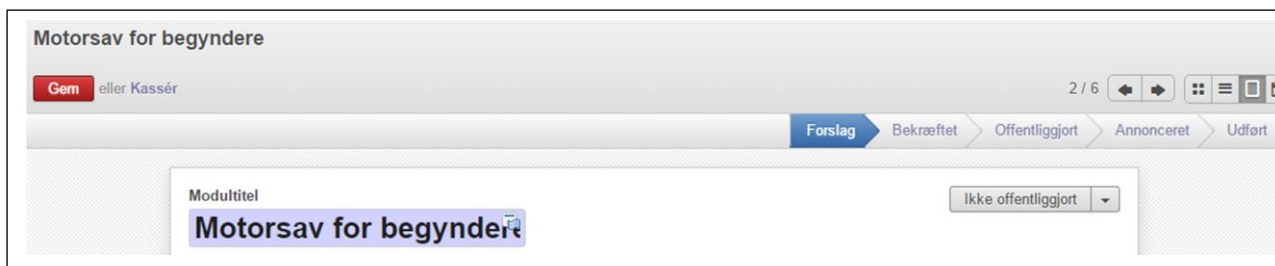 Motorsav for begyndere
Gem eller Kassér 2 / 6
Forslag Bekræftet Offentliggjort Annonceret Udført
Modultitel Ikke offentliggjort
Motorsav for begyndere